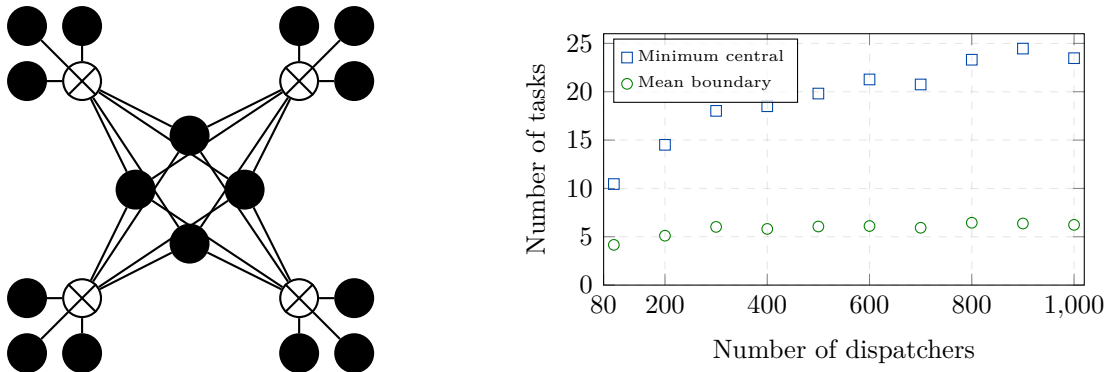 Number of tasks
25
20
15
10
5
0
Minimum central
Mean boundary
80 200 400 600 800 1,000
Number of dispatchers